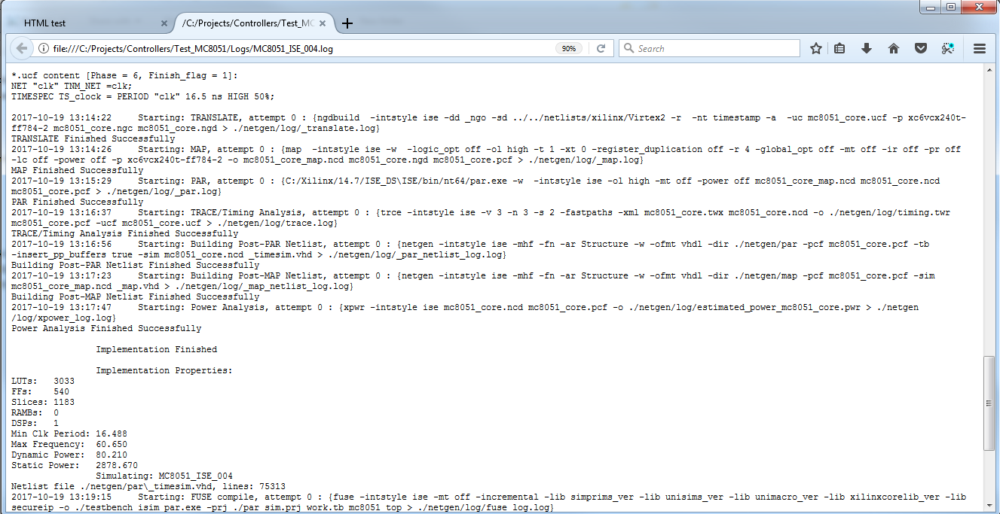 HTML test
/C:/Projects/Controllers/Test_MC
file:///C:/Projects/Controllers/Test_MC8051/Logs/MC8051_ISE_004.log
90%
Search
*.ucf content [Phase = 6, Finish_flag = 1]:
NET "clk" TNM_NET =clk;
TIMESPEC TS_clock = PERIOD "clk" 16.5 ns HIGH 50%;
2017-10-19 13:14:22     Starting: TRANSLATE, attempt 0 : {ngdbuild  -intstyle ise -dd _ngo -sd ../../netlists/xilinx/Virtex2 -r  -nt timestamp -a  -uc mc8051_core.ucf -p xc6vcx240t-
ff784-2 mc8051_core.ngc mc8051_core.ngd > ./netgen/log/_translate.log}
TRANSLATE Finished Successfully
2017-10-19 13:14:26     Starting: MAP, attempt 0 : {map  -intstyle ise -w  -logic_opt off -ol high -t 1 -xt 0 -register_duplication off -r 4 -global_opt off -mt off -ir off -pr off
-lc off -power off -p xc6vcx240t-ff784-2 -o mc8051_core_map.ncd mc8051_core.ngd mc8051_core.pcf > ./netgen/log/_map.log}
MAP Finished Successfully
2017-10-19 13:15:29     Starting: PAR, attempt 0 : {C:/Xilinx/14.7/ISE_DS\ISE/bin/nt64/par.exe -w  -intstyle ise -ol high -mt off -power off mc8051_core_map.ncd mc8051_core.ncd
mc8051_core.pcf > ./netgen/log/_par.log}
PAR Finished Successfully
2017-10-19 13:16:37     Starting: TRACE/Timing Analysis, attempt 0 : {trce -intstyle ise -v 3 -n 3 -s 2 -fastpaths -xml mc8051_core.twx mc8051_core.ncd -o ./netgen/log/timing.twr
mc8051_core.pcf -ucf mc8051_core.ucf > ./netgen/log/trace.log}
TRACE/Timing Analysis Finished Successfully
2017-10-19 13:16:56     Starting: Building Post-PAR Netlist, attempt 0 : {netgen -intstyle ise -mhf -fn -ar Structure -w -ofmt vhdl -dir ./netgen/par -pcf mc8051_core.pcf -tb
-insert_pp_buffers true -sim mc8051_core.ncd _timesim.vhd > ./netgen/log/_par_netlist_log.log}
Building Post-PAR Netlist Finished Successfully
2017-10-19 13:17:23     Starting: Building Post-MAP Netlist, attempt 0 : {netgen -intstyle ise -mhf -fn -ar Structure -w -ofmt vhdl -dir ./netgen/map -pcf mc8051_core.pcf -sim
mc8051_core_map.ncd _map.vhd > ./netgen/log/_map_netlist_log.log}
Building Post-MAP Netlist Finished Successfully
2017-10-19 13:17:47     Starting: Power Analysis, attempt 0 : {xpwr -intstyle ise mc8051_core.ncd mc8051_core.pcf -o ./netgen/log/estimated_power_mc8051_core.pwr > ./netgen
/log/xpower_log.log}
Power Analysis Finished Successfully
Implementation Finished
Implementation Properties:
LUTs:   3033
FFs:    540
Slices: 1183
RAMBs:  0
DSPs:   1
Min Clk Period: 16.488
Max Frequency:  60.650
Dynamic Power:  80.210
Static Power:   2878.670
Simulating: MC8051_ISE_004
Netlist file ./netgen/par\_timesim.vhd, lines: 75313
2017-10-19 13:19:15     Starting: FUSE compile, attempt 0 : {fuse -intstyle ise -mt off -incremental -lib simprims_ver -lib unisims_ver -lib unimacro_ver -lib xilinxcorelib_ver -lib
secureip -o ./testbench_isim_par.exe -prj ./par_sim.prj work.tb_mc8051_top > ./netgen/log/fuse_log.log}